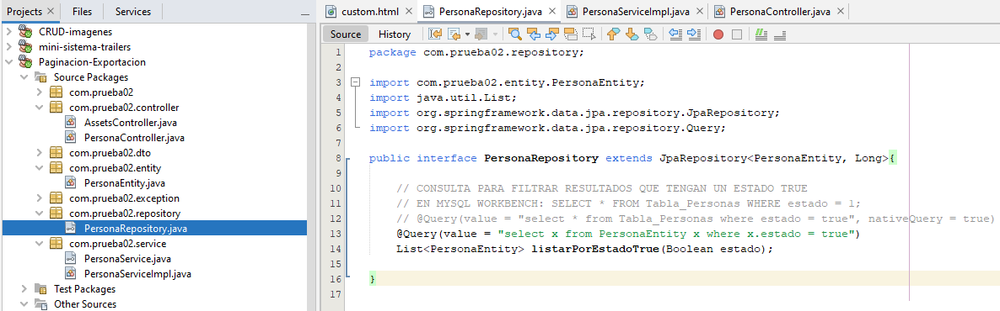 Projects
Files
Services
CRUD-imagenes
mini-sistema-trailers
Paginacion-Exportacion
Source Packages
com.prueba02
com.prueba02.controller
AssetsController.java
PersonaController.java
com.prueba02.dto
com.prueba02.entity
PersonaEntity.java
com.prueba02.exception
com.prueba02.repository
PersonaRepository.java
com.prueba02.service
PersonaService.java
PersonaServiceImpl.java
Test Packages
Other Sources
custom.html
PersonaRepository.java
PersonaServiceImpl.java
PersonaController.java
Source
History
1 package com.prueba02.repository;
2
3 import com.prueba02.entity.PersonaEntity;
4 import java.util.List;
5 import org.springframework.data.jpa.repository.JpaRepository;
6 import org.springframework.data.jpa.repository.Query;
7
8 public interface PersonaRepository extends JpaRepository<PersonaEntity, Long>{
9
10 // CONSULTA PARA FILTRAR RESULTADOS QUE TENGAN UN ESTADO TRUE
11 // EN MYSQL WORKBENCH: SELECT * FROM Tabla_Personas WHERE estado = 1;
12 // @Query(value = "select * from Tabla_Personas where estado = true", nativeQuery = true)
13 @Query(value = "select x from PersonaEntity x where x.estado = true")
14 List<PersonaEntity> listarPorEstadoTrue(Boolean estado);
15
16 }
17